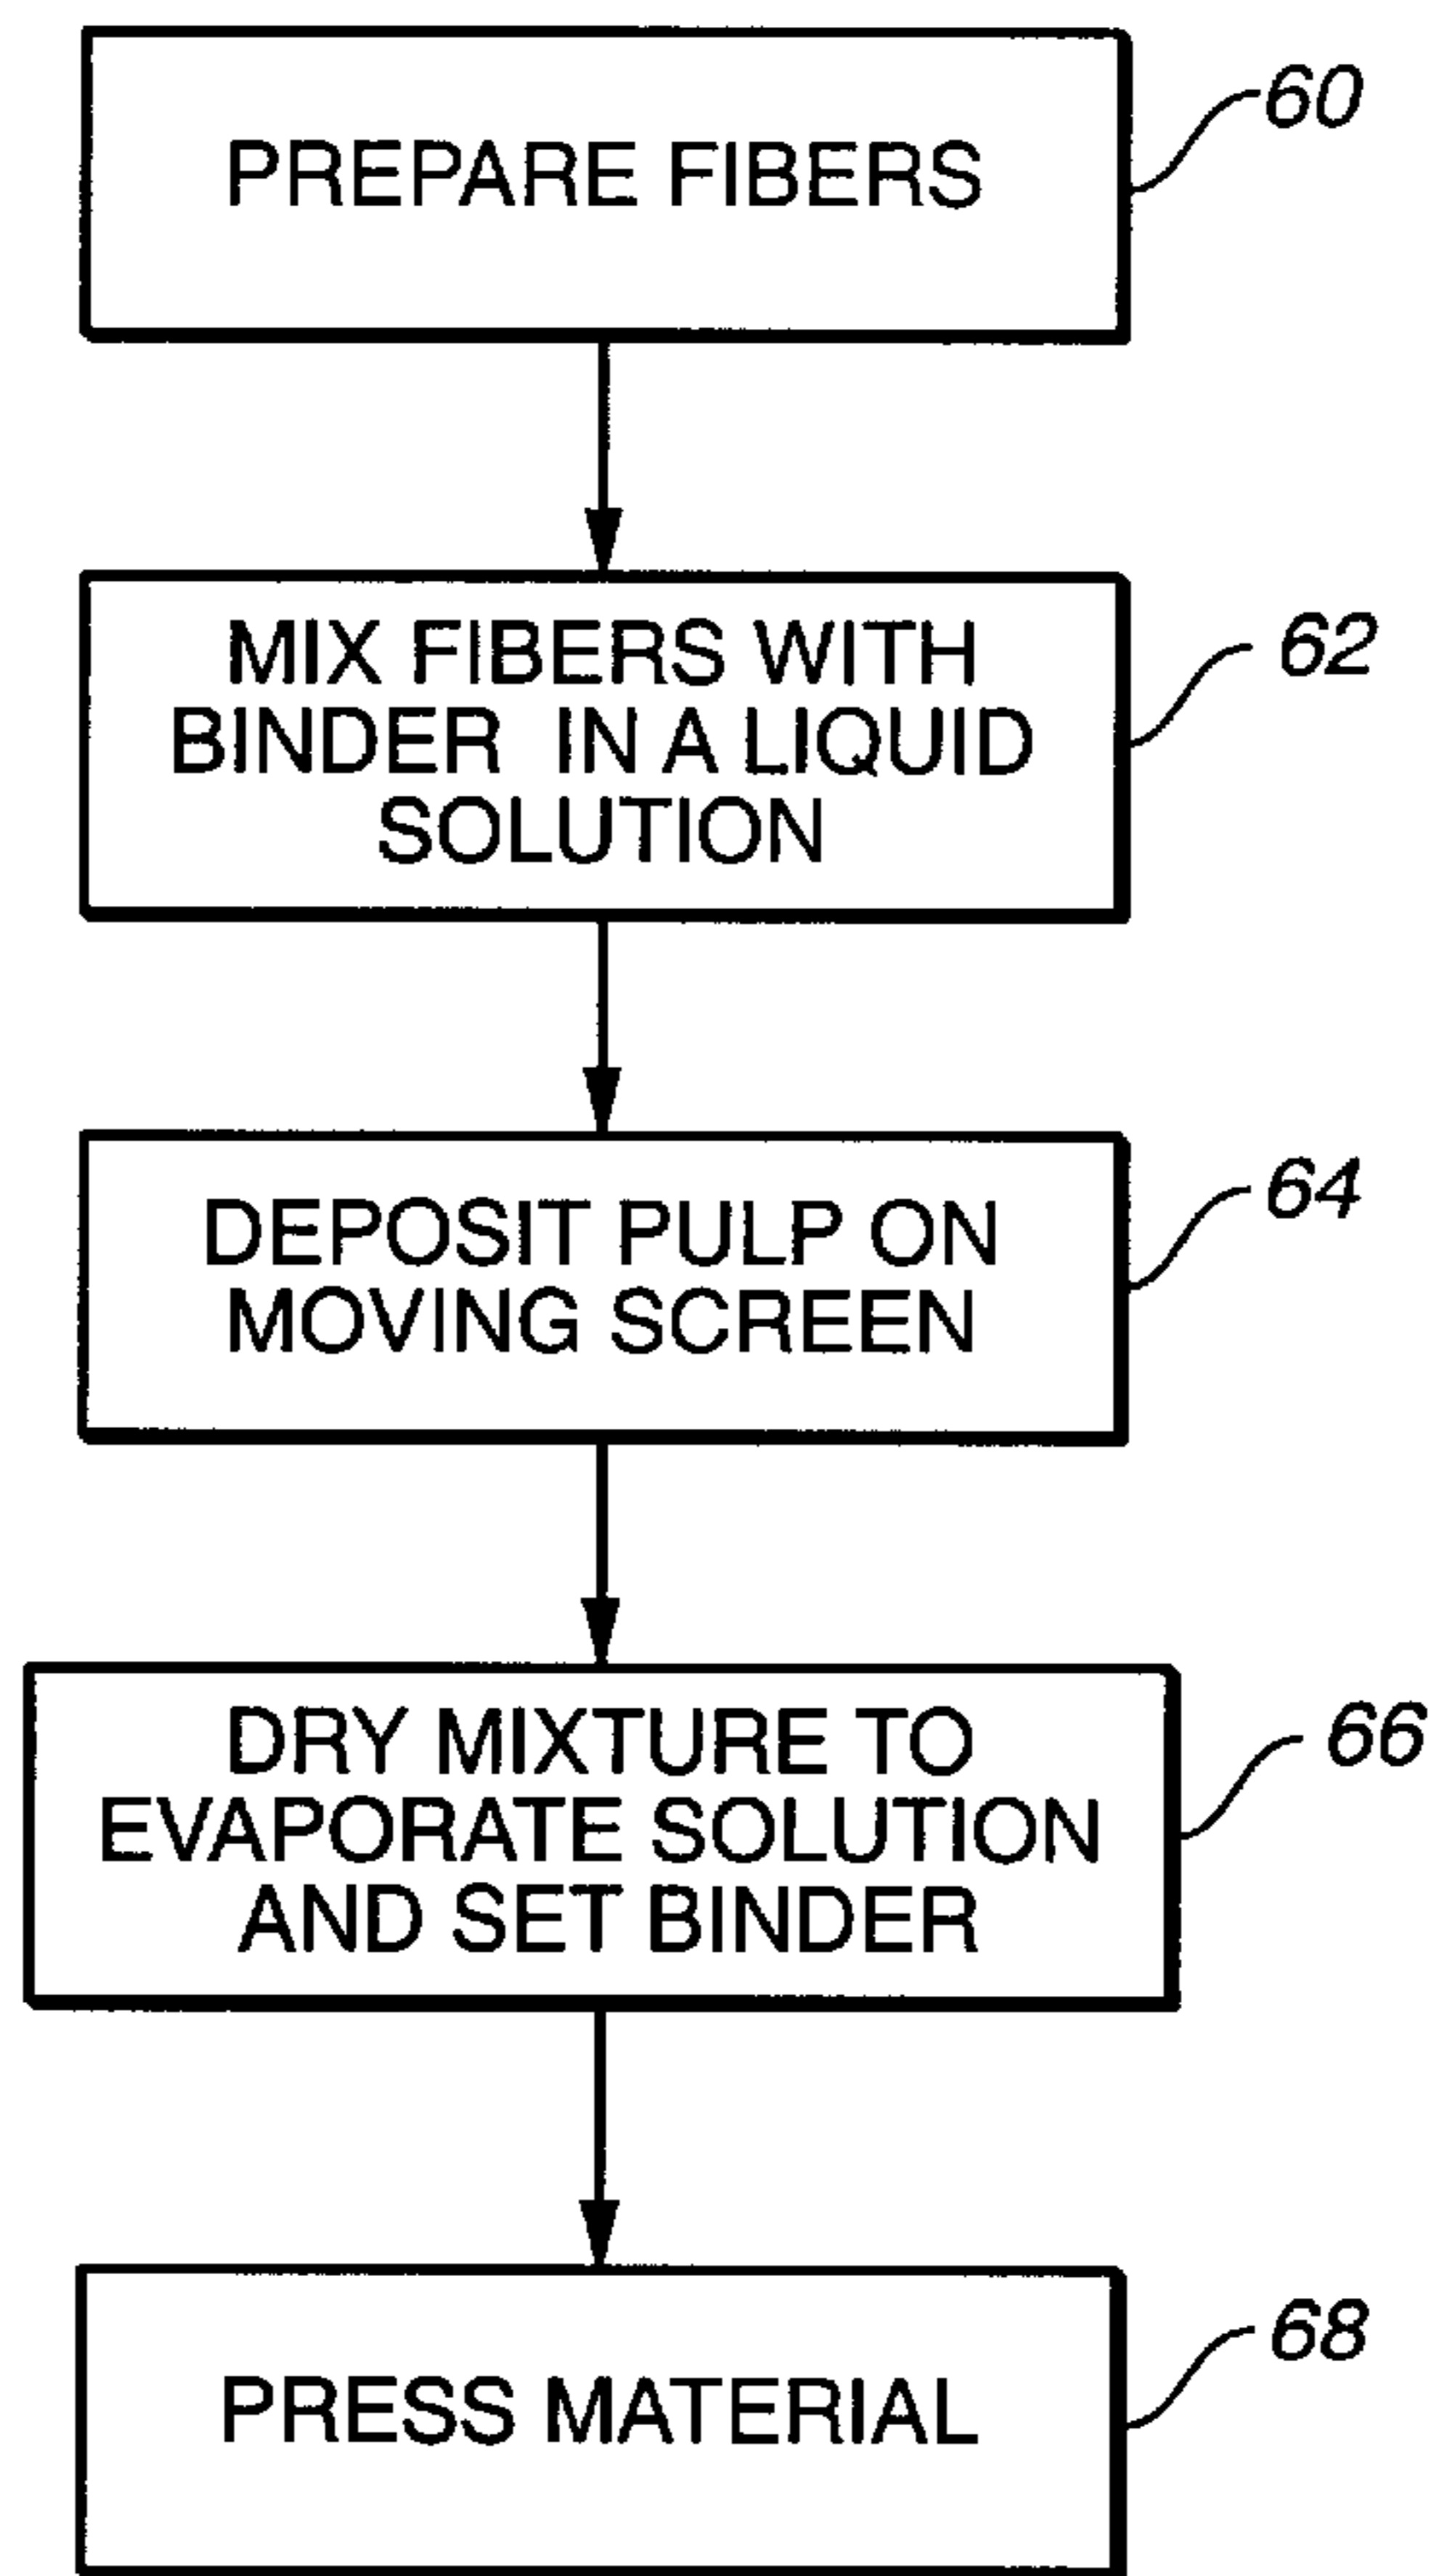 PREPARE FIBERS
60
MIX FIBERS WITH
BINDER IN A LIQUID
SOLUTION
62
DEPOSIT PULP ON
MOVING SCREEN
64
DRY MIXTURE TO
EVAPORATE SOLUTION
AND SET BINDER
66
PRESS MATERIAL
68